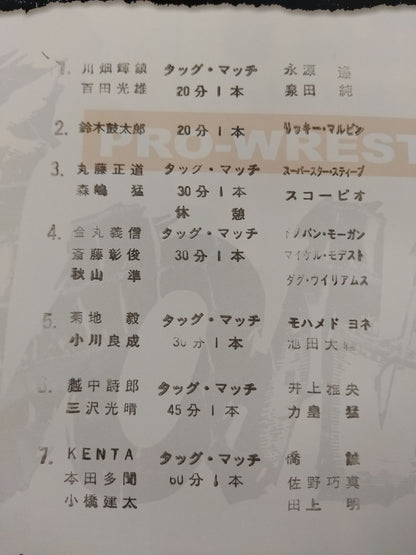 1. 川畑輝鎮 タッグ・マッチ 永源 遙
百田光雄 20分1本 泉田 純
2. 鈴木鼓太郎 20分1本 リッキー・マルビン
PRO-WREST
3. 丸藤正道 タッグ・マッチ スーパースター・スティーブ
森嶋 猛 30分1本 スコーピオ
休 憩
4. 金丸義信 タッグ・マッチ ドノバン・モーガン
斎藤彰俊 30分1本 マイケル・モデスト
秋山 準 ダグ・ウイリアムス
5. 菊地 毅 タッグ・マッチ モハメド ヨネ
小川良成 30分1本 池田大
6. 越中詩郎 タッグ・マッチ 井上雅央
三沢光晴 45分1本 力皇 猛
7. KENTA タッグ・マッチ 誠
本田多聞 60分1本 佐野巧真
小橋建太 田上 明